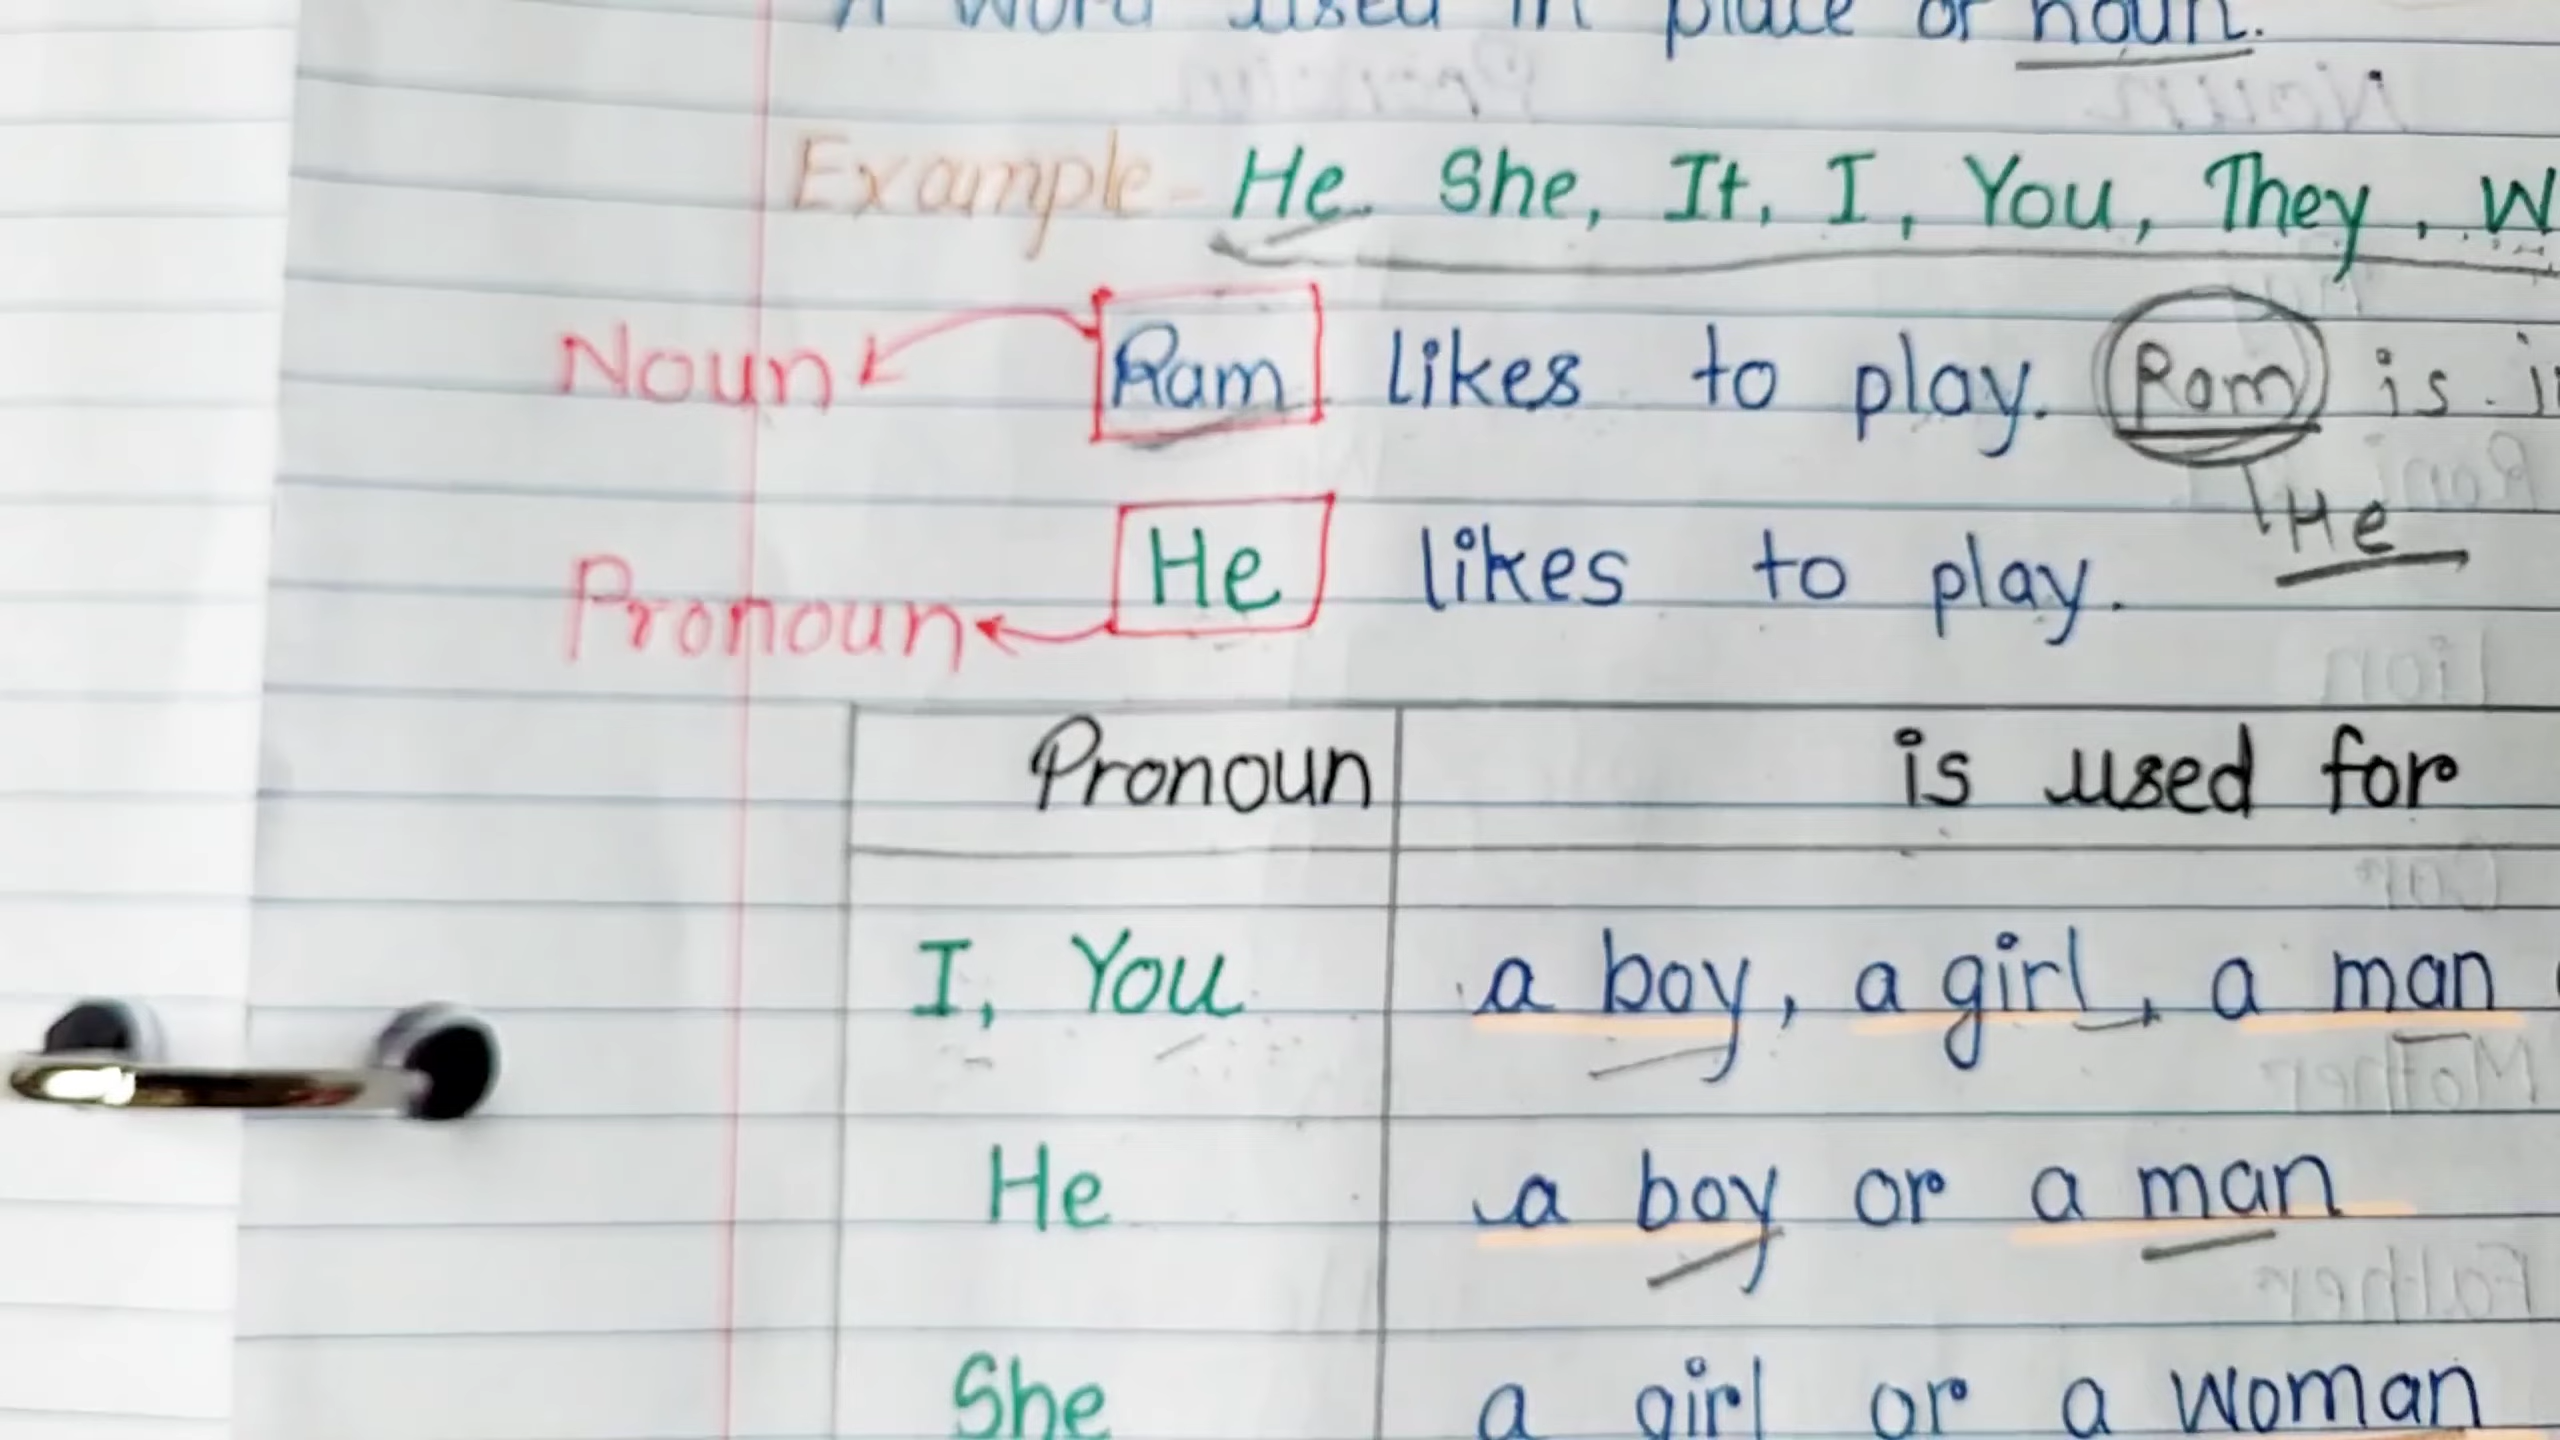 A word used in place of noun.
Example - He. She, It, I, You, They, W
Noun Ram likes to play. Ram is
He
Pronoun He likes to play.
Pronoun is used for
I, You a boy, a girl, a man
He a boy or a man
She a girl or a woman